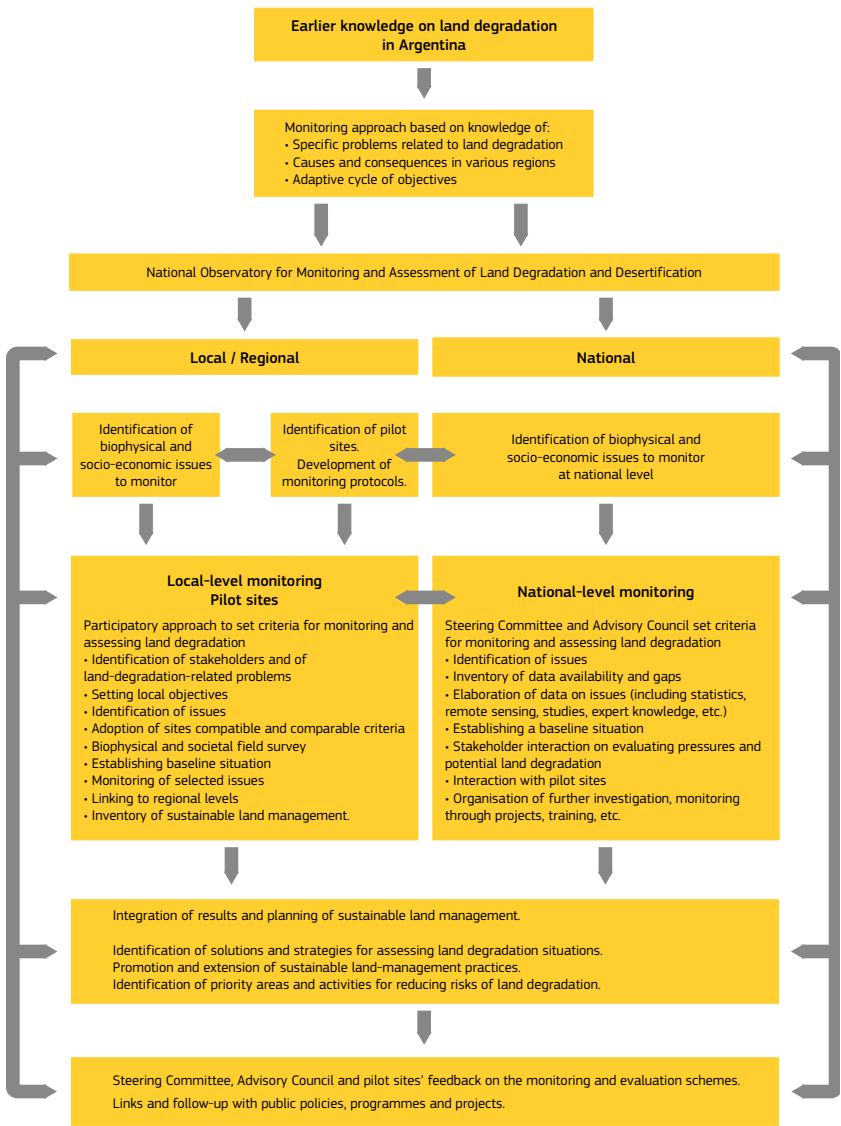 Earlier knowledge on land degradation
in Argentina
Monitoring approach based on knowledge of:
• Specific problems related to land degradation
• Causes and consequences in various regions
• Adaptive cycle of objectives
National Observatory for Monitoring and Assessment of Land Degradation and Desertification
Local / Regional
National
Identification of
biophysical and
socio-economic issues
to monitor
Identification of pilot
sites.
Development of
monitoring protocols.
Identification of biophysical and
socio-economic issues to monitor
at national level
Local-level monitoring
Pilot sites
Participatory approach to set criteria for monitoring and
assessing land degradation
• Identification of stakeholders and of
land-degradation-related problems
• Setting local objectives
• Identification of issues
• Adoption of sites compatible and comparable criteria
• Biophysical and societal field survey
• Establishing baseline situation
• Monitoring of selected issues
• Linking to regional levels
• Inventory of sustainable land management.
National-level monitoring
Steering Committee and Advisory Council set criteria
for monitoring and assessing land degradation
• Identification of issues
• Inventory of data availability and gaps
• Elaboration of data on issues (including statistics,
remote sensing, studies, expert knowledge, etc.)
• Establishing a baseline situation
• Stakeholder interaction on evaluating pressures and
potential land degradation
• Interaction with pilot sites
• Organisation of further investigation, monitoring
through projects, training, etc.
Integration of results and planning of sustainable land management.
Identification of solutions and strategies for assessing land degradation situations.
Promotion and extension of sustainable land-management practices.
Identification of priority areas and activities for reducing risks of land degradation.
Steering Committee, Advisory Council and pilot sites' feedback on the monitoring and evaluation schemes.
Links and follow-up with public policies, programmes and projects.